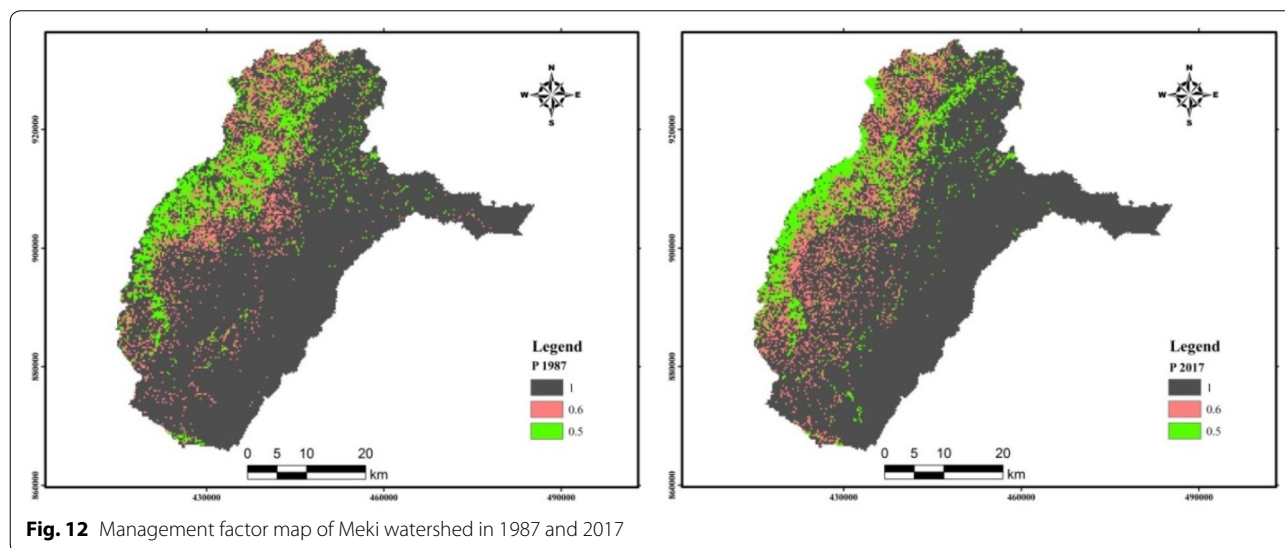 N
W E
S
920000
900000
880000
860000
Legend
P 1987
1
0.6
0.5
0 5 10 20
km
430000 460000 490000
N
W E
S
920000
900000
880000
860000
Legend
P 2017
1
0.6
0.5
0 5 10 20
km
430000 460000 490000
Fig. 12 Management factor map of Meki watershed in 1987 and 2017